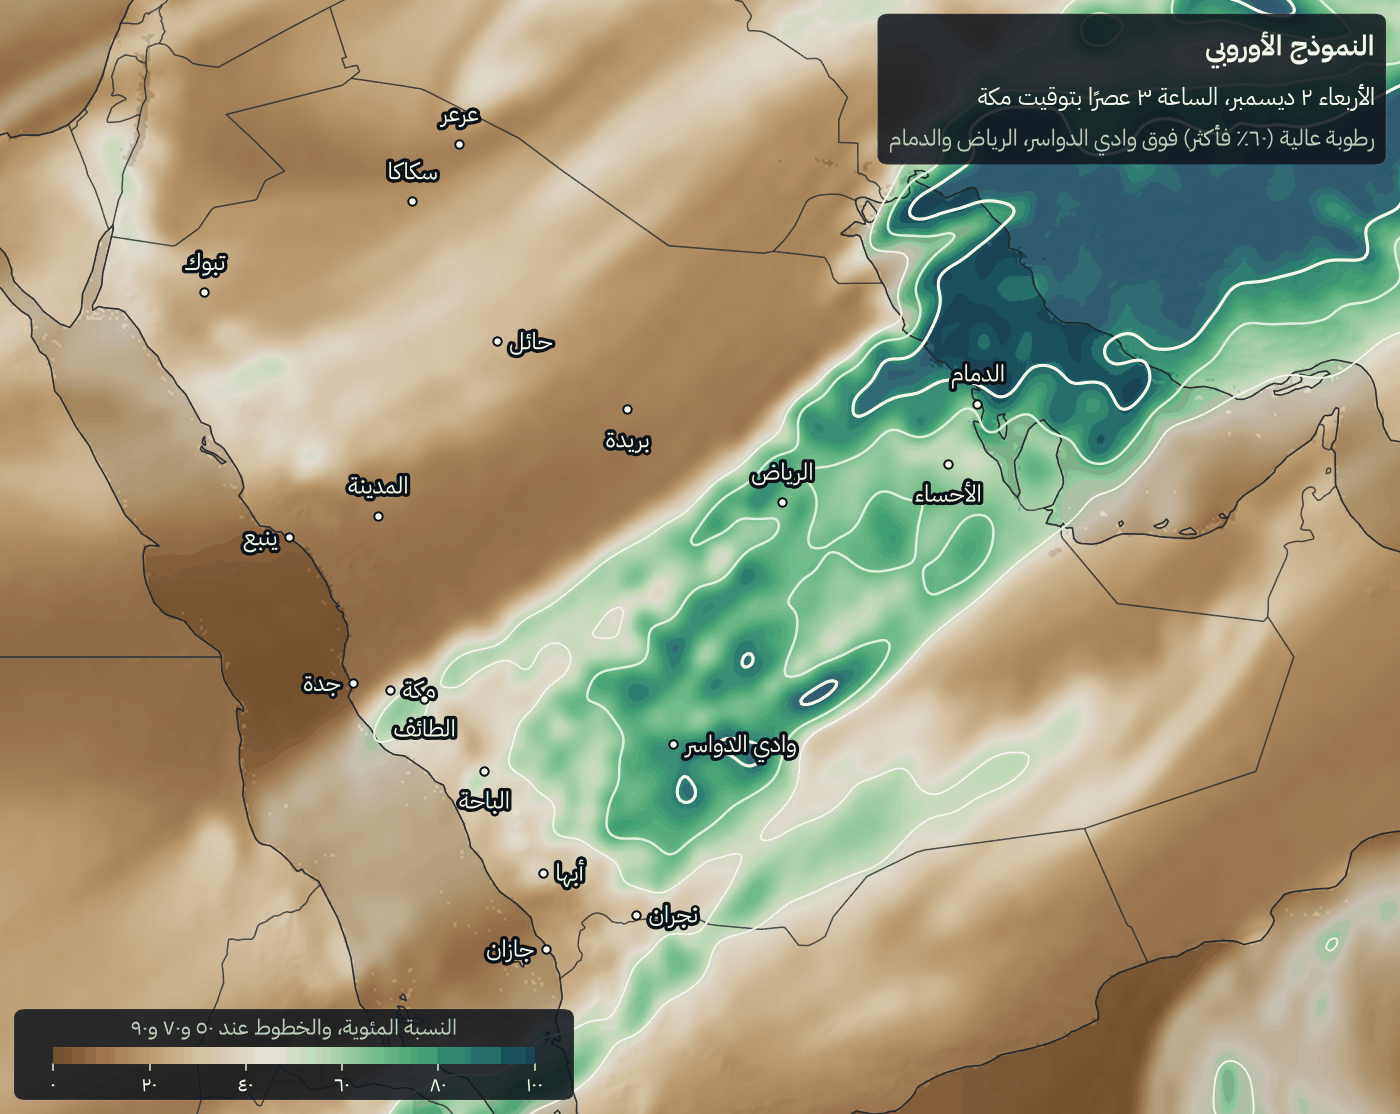 النموذج الأوروبي
الأربعاء ٢ ديسمبر، الساعة ٣ عصرًا بتوقيت مكة
رطوبة عالية (٦٠٪ فأكثر) فوق وادي الدواسر، الرياض والدمام
عرعر
سكاكا
تبوك
حائل
الدمام
بريدة
الرياض
المدينة
الأحساء
ينبع
جدة
مكة
الطائف
وادي الدواسر
الباحة
أبها
نجران
جازان
النسبة المئوية، والخطوط عند ٥٠ و٧٠ و٩٠
٠ ٢٠ ٤٠ ٦٠ ٨٠ ١٠٠